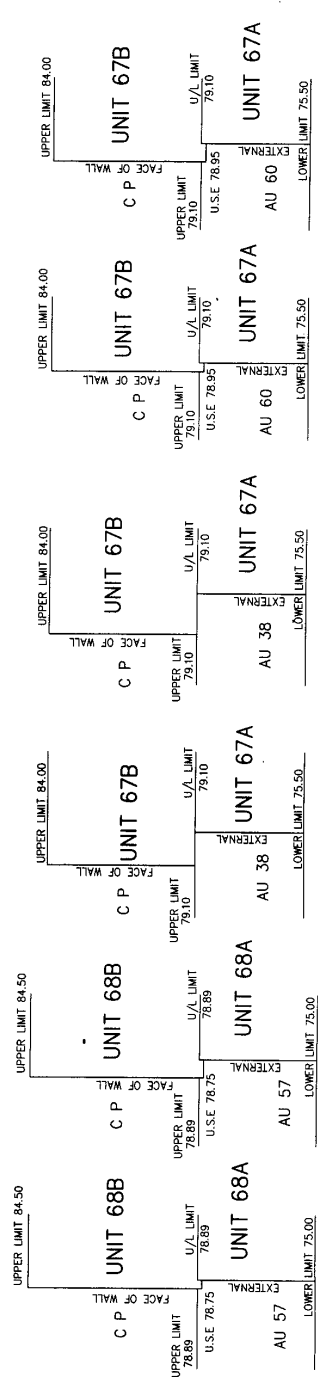 UPPER LIMIT 84.00
UNIT 67B
FACE OF WALL
C P
U/L LIMIT
79.10
UPPER LIMIT
79.10
U.S.E 78.95
UNIT 67A
EXTERNAL
AU 60
LOWER LIMIT 75.50
UPPER LIMIT 84.00
UNIT 67B
FACE OF WALL
C P
U/L LIMIT
79.10
UPPER LIMIT
79.10
U.S.E 78.95
UNIT 67A
EXTERNAL
AU 60
LOWER LIMIT 75.50
UPPER LIMIT 84.00
UNIT 67B
FACE OF WALL
C P
U/L LIMIT
79.10
UPPER LIMIT
79.10
UNIT 67A
EXTERNAL
AU 38
LOWER LIMIT 75.50
UPPER LIMIT 84.00
UNIT 67B
FACE OF WALL
C P
U/L LIMIT
79.10
UPPER LIMIT
79.10
UNIT 67A
EXTERNAL
AU 38
LOWER LIMIT 75.50
UPPER LIMIT 84.50
UNIT 68B
FACE OF WALL
C P
U/L LIMIT
78.89
UPPER LIMIT
78.89
U.S.E 78.75
UNIT 68A
EXTERNAL
AU 57
LOWER LIMIT 75.00
UPPER LIMIT 84.50
UNIT 68B
FACE OF WALL
C P
U/L LIMIT
78.89
UPPER LIMIT
78.89
U.S.E 78.75
UNIT 68A
EXTERNAL
AU 57
LOWER LIMIT 75.00